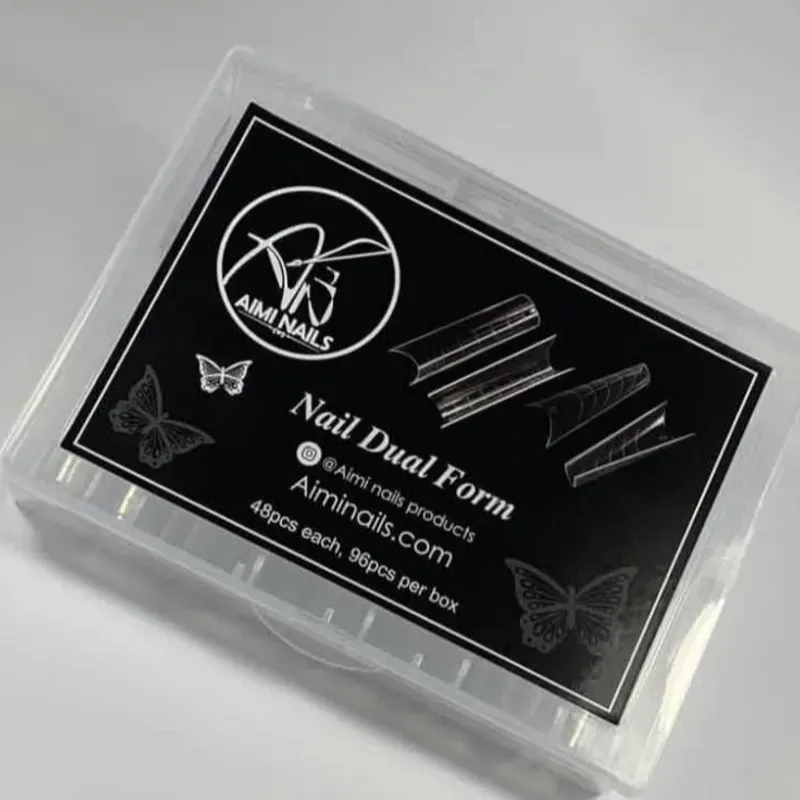 AIMI NAILS
Nail Dual Form
@Aimi nails products
Aiminails.com
48pcs each, 96pcs per box